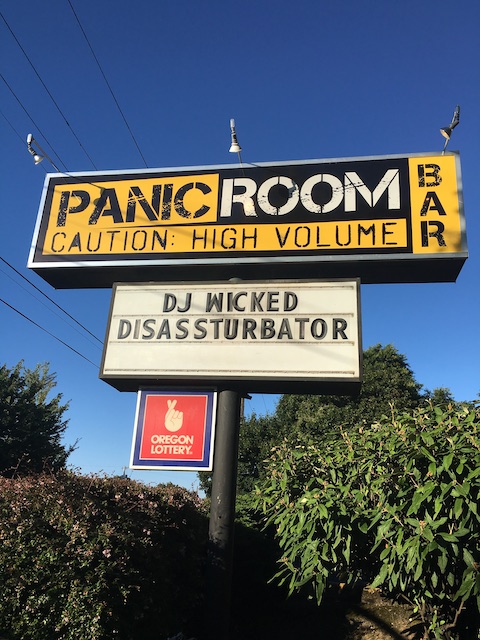 PANIC ROOM
CAUTION: HIGH VOLUME
BAR
DJ WICKED
DISASSTURBATOR
OREGON
LOTTERY